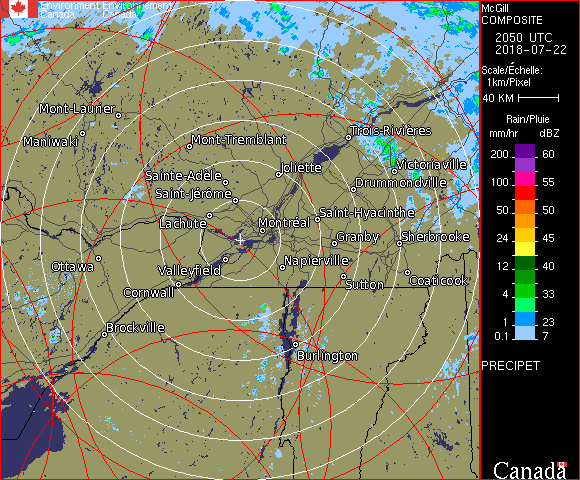 Environment Environnement
Canada Canada
McGill
COMPOSITE
2050 UTC
2018-07-22
Scale/Échelle:
1km/Pixel
40 KM
Rain/Pluie
mm/hr dBZ
200 60
100 55
50 50
24 45
12 40
4 33
1 23
0.1 7
PRECIPET
Canada
Mont-Laurier
Maniwaki
Mont-Tremblant
Trois-Rivières
Sainte-Adèle
Joliette
Victoriaville
Saint-Jérôme
Drummondville
Lachute
Montréal
Saint-Hyacinthe
Granby
Sherbrooke
Ottawa
Valleyfield
Napierville
Cornwall
Sutton
Coaticook
Brockville
Burlington